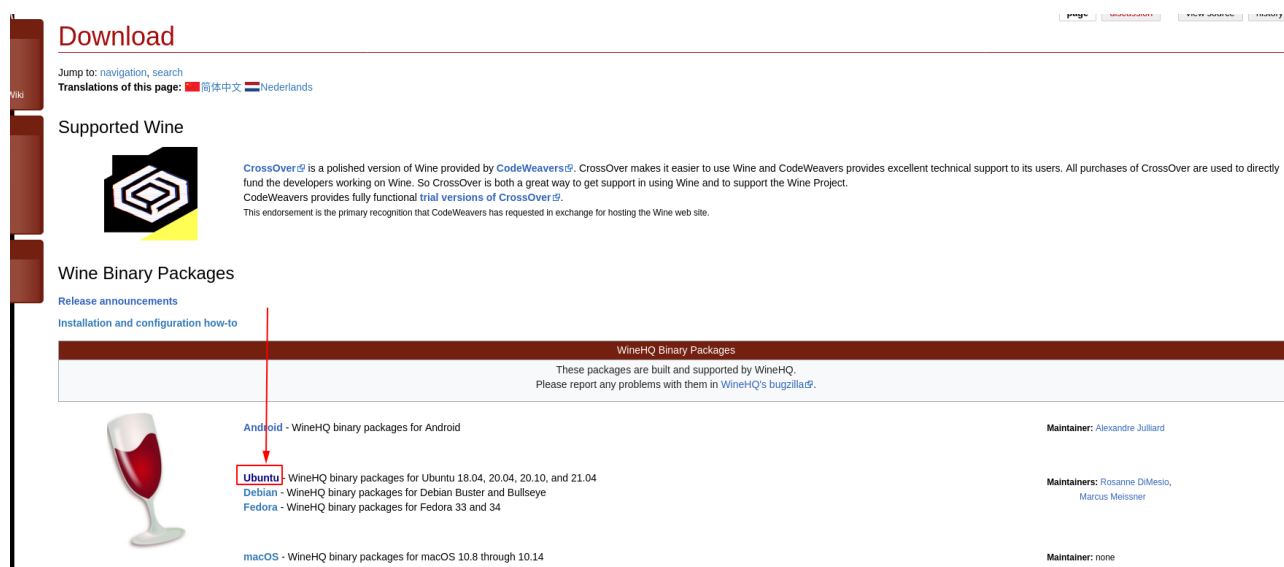 page discussion view source history
Download
Jump to: navigation, search
Translations of this page: 简体中文 Nederlands
Wiki
Supported Wine
CrossOver is a polished version of Wine provided by CodeWeavers. CrossOver makes it easier to use Wine and CodeWeavers provides excellent technical support to its users. All purchases of CrossOver are used to directly
fund the developers working on Wine. So CrossOver is both a great way to get support in using Wine and to support the Wine Project.
CodeWeavers provides fully functional trial versions of CrossOver.
This endorsement is the primary recognition that CodeWeavers has requested in exchange for hosting the Wine web site.
Wine Binary Packages
Release announcements
Installation and configuration how-to
WineHQ Binary Packages
These packages are built and supported by WineHQ.
Please report any problems with them in WineHQ's bugzilla.
Android - WineHQ binary packages for Android
Maintainer: Alexandre Julliard
Ubuntu - WineHQ binary packages for Ubuntu 18.04, 20.04, 20.10, and 21.04
Debian - WineHQ binary packages for Debian Buster and Bullseye
Fedora - WineHQ binary packages for Fedora 33 and 34
Maintainers: Rosanne DiMesio,
Marcus Meissner
macOS - WineHQ binary packages for macOS 10.8 through 10.14
Maintainer: none